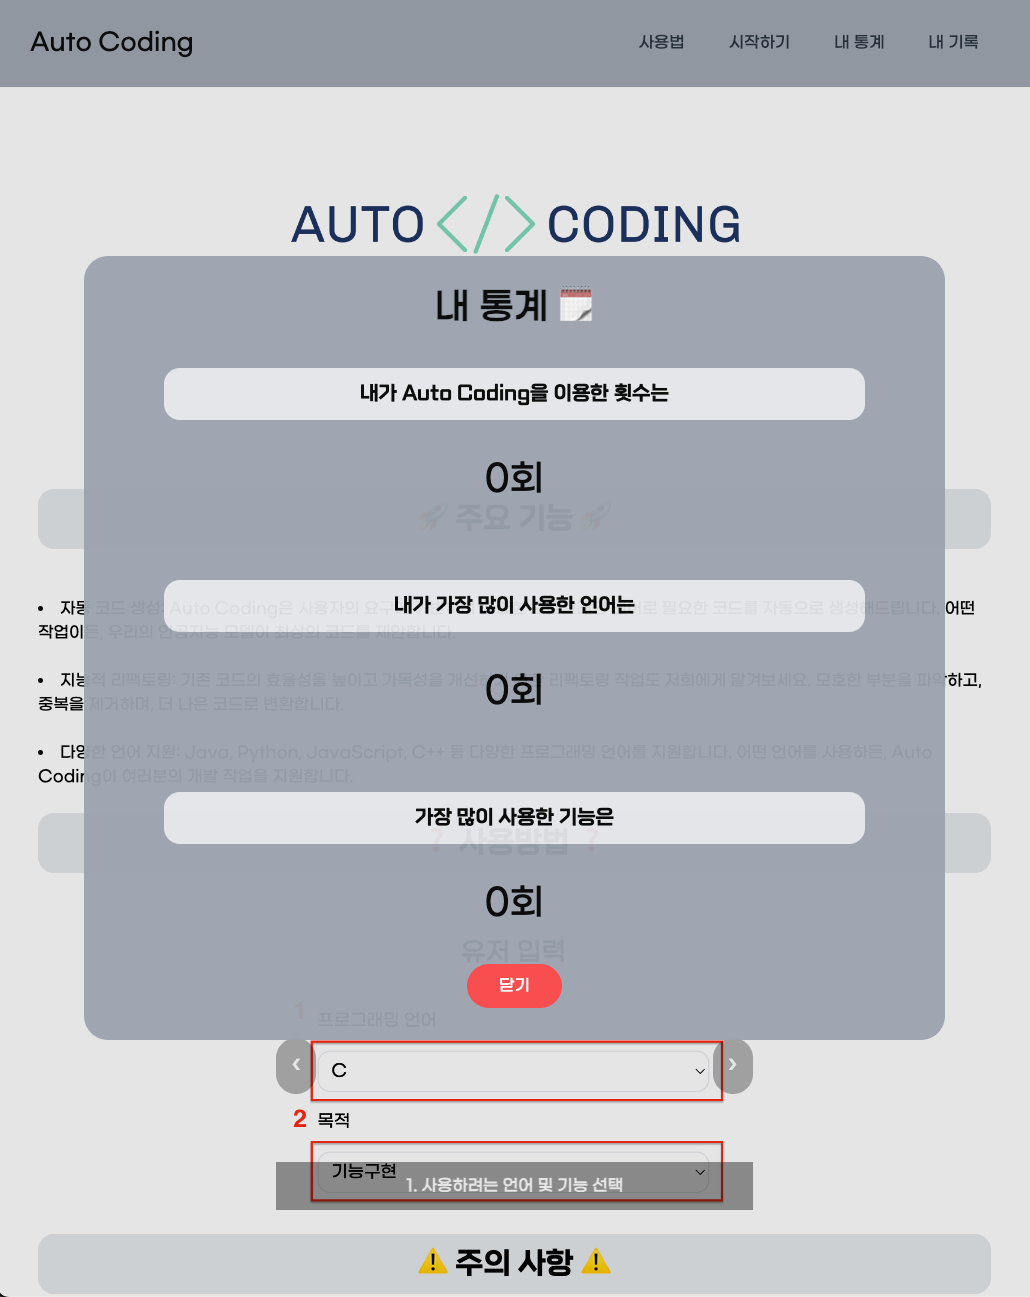 Auto Coding
사용법 시작하기 내 통계 내 기록
AUTO </> CODING
내 통계
내가 Auto Coding을 이용한 횟수는
0회
주요 기능
내가 가장 많이 사용한 언어는
• 자동 코드 생성: Auto Coding은 사용자의 요구 로 필요한 코드를 자동으로 생성해드립니다. 어떤
작업이든, 우리의 인공지능 모델이 최상의 코드를 제안합니다.
0회
• 지능적 리팩토링: 기존 코드의 효율성을 높이고 가독성을 개선 리팩토링 작업도 저희에게 맡겨보세요. 모호한 부분을 파악하고,
중복을 제거하며, 더 나은 코드로 변환합니다.
• 다양한 언어 지원: Java, Python, JavaScript, C++ 등 다양한 프로그래밍 언어를 지원합니다. 어떤 언어를 사용하든, Auto
Coding이 여러분의 개발 작업을 지원합니다.
가장 많이 사용한 기능은
? 사용방법 ?
0회
유저 입력
닫기
1 프로그래밍 언어
‹ C ›
2 목적
기능구현
1. 사용하려는 언어 및 기능 선택
주의 사항